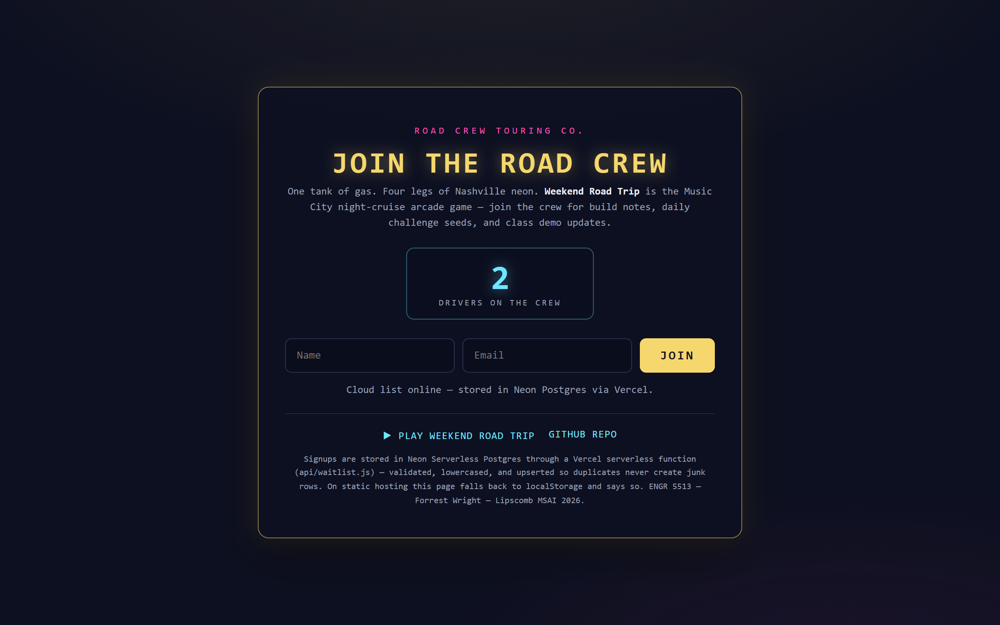 ROAD CREW TOURING CO.
JOIN THE ROAD CREW
One tank of gas. Four legs of Nashville neon. Weekend Road Trip is the Music
City night-cruise arcade game — join the crew for build notes, daily
challenge seeds, and class demo updates.
2
DRIVERS ON THE CREW
Name
Email
JOIN
Cloud list online — stored in Neon Postgres via Vercel.
▶ PLAY WEEKEND ROAD TRIP
GITHUB REPO
Signups are stored in Neon Serverless Postgres through a Vercel serverless function
(api/waitlist.js) — validated, lowercased, and upserted so duplicates never create junk
rows. On static hosting this page falls back to localStorage and says so. ENGR 5513 —
Forrest Wright — Lipscomb MSAI 2026.